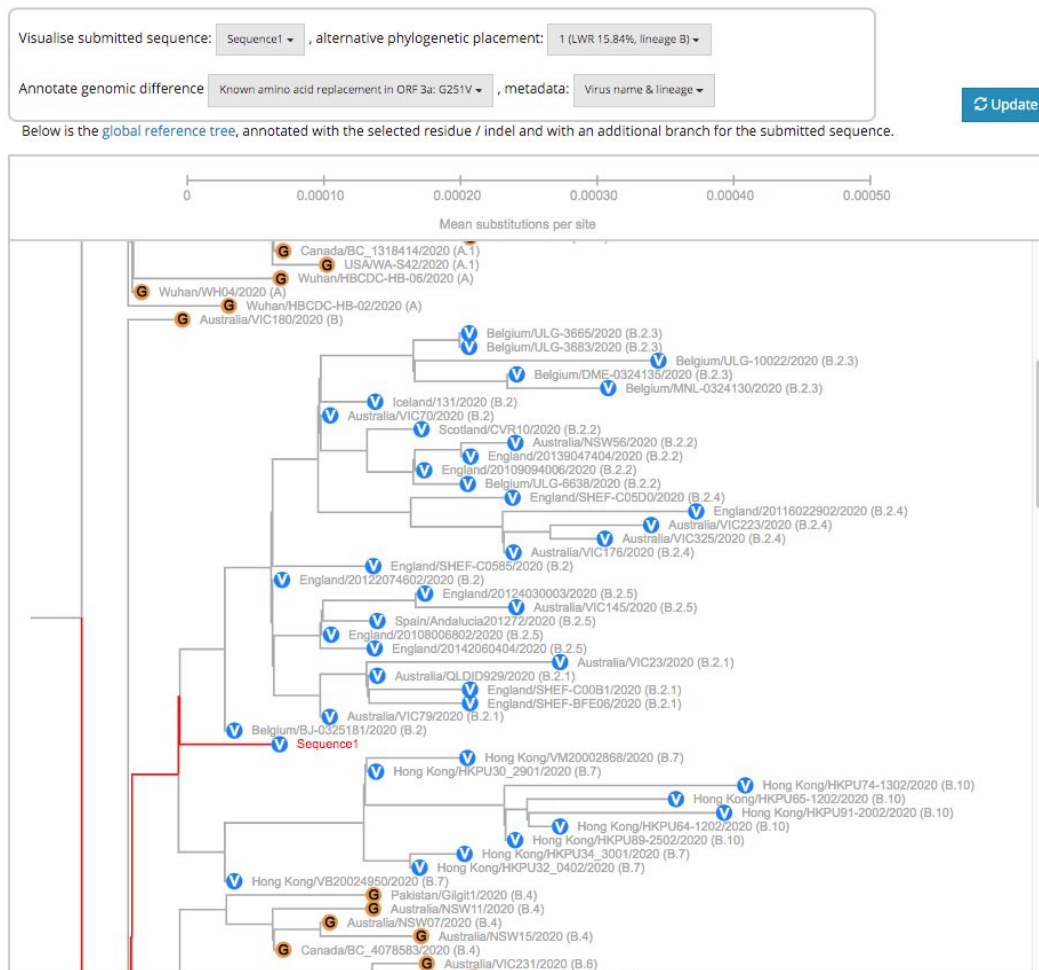 Visualise submitted sequence: Sequence1 , alternative phylogenetic placement: 1 (LWR 15.84%, lineage B)
Annotate genomic difference Known amino acid replacement in ORF 3a: G251V , metadata: Virus name & lineage
Update
Below is the global reference tree, annotated with the selected residue / indel and with an additional branch for the submitted sequence.
0 0.00010 0.00020 0.00030 0.00040 0.00050
Mean substitutions per site
G Canada/BC_1318414/2020 (A.1)
G USA/WA-S42/2020 (A.1)
G Wuhan/HBCDC-HB-06/2020 (A)
G Wuhan/WH04/2020 (A)
G Wuhan/HBCDC-HB-02/2020 (A)
G Australia/VIC180/2020 (B)
V Belgium/ULG-3665/2020 (B.2.3)
V Belgium/ULG-3683/2020 (B.2.3)
V Belgium/ULG-10022/2020 (B.2.3)
V Belgium/DME-0324135/2020 (B.2.3)
V Belgium/MNL-0324130/2020 (B.2.3)
V Iceland/131/2020 (B.2)
V Australia/VIC70/2020 (B.2)
V Scotland/CVR10/2020 (B.2.2)
V Australia/NSW56/2020 (B.2.2)
V England/20139047404/2020 (B.2.2)
V England/20109094006/2020 (B.2.2)
V Belgium/ULG-6638/2020 (B.2.2)
V England/SHEF-C05D0/2020 (B.2.4)
V England/20116022902/2020 (B.2.4)
V Australia/VIC223/2020 (B.2.4)
V Australia/VIC325/2020 (B.2.4)
V Australia/VIC176/2020 (B.2.4)
V England/SHEF-C0585/2020 (B.2)
V England/20122074602/2020 (B.2)
V England/20124030003/2020 (B.2.5)
V Australia/VIC145/2020 (B.2.5)
V Spain/Andalucia201272/2020 (B.2.5)
V England/20108006802/2020 (B.2.5)
V England/20142060404/2020 (B.2.5)
V Australia/VIC23/2020 (B.2.1)
V Australia/QLDID929/2020 (B.2.1)
V England/SHEF-C00B1/2020 (B.2.1)
V England/SHEF-BFE06/2020 (B.2.1)
V Australia/VIC79/2020 (B.2.1)
V Belgium/BJ-0325181/2020 (B.2)
V Sequence1
V Hong Kong/VM20002868/2020 (B.7)
V Hong Kong/HKPU30_2901/2020 (B.7)
V Hong Kong/HKPU74-1302/2020 (B.10)
V Hong Kong/HKPU65-1202/2020 (B.10)
V Hong Kong/HKPU91-2002/2020 (B.10)
V Hong Kong/HKPU64-1202/2020 (B.10)
V Hong Kong/HKPU89-2502/2020 (B.10)
V Hong Kong/HKPU34_3001/2020 (B.7)
V Hong Kong/HKPU32_0402/2020 (B.7)
V Hong Kong/VB20024950/2020 (B.7)
G Pakistan/Gilgit1/2020 (B.4)
G Australia/NSW11/2020 (B.4)
G Australia/NSW07/2020 (B.4)
G Australia/NSW15/2020 (B.4)
G Canada/BC_4078583/2020 (B.4)
G Australia/VIC231/2020 (B.6)